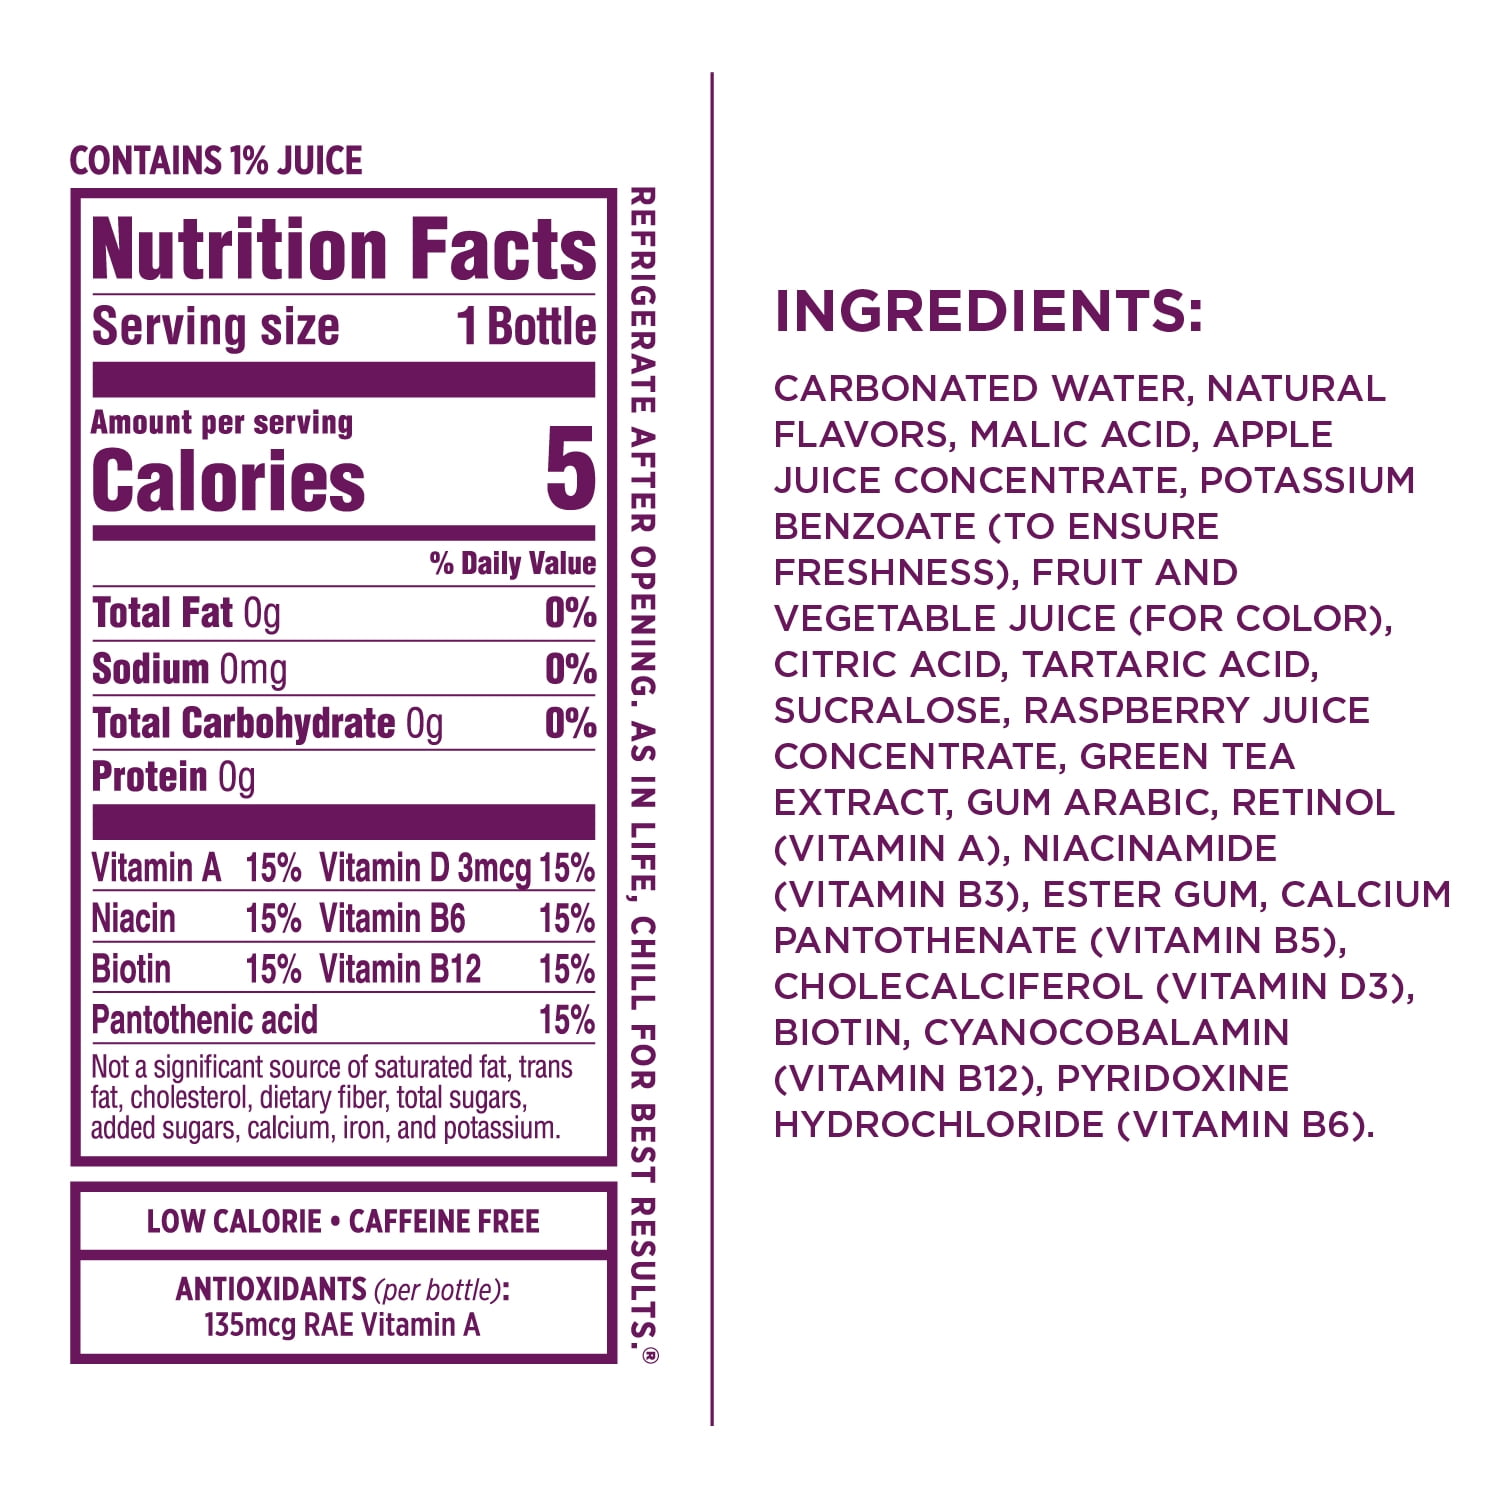 CONTAINS 1% JUICE
Nutrition Facts
Serving size 1 Bottle
Amount per serving
Calories 5
% Daily Value
Total Fat 0g 0%
Sodium 0mg 0%
Total Carbohydrate 0g 0%
Protein 0g
Vitamin A 15% Vitamin D 3mcg 15%
Niacin 15% Vitamin B6 15%
Biotin 15% Vitamin B12 15%
Pantothenic acid 15%
Not a significant source of saturated fat, trans
fat, cholesterol, dietary fiber, total sugars,
added sugars, calcium, iron, and potassium.
LOW CALORIE • CAFFEINE FREE
ANTIOXIDANTS (per bottle):
135mcg RAE Vitamin A
REFRIGERATE AFTER OPENING. AS IN LIFE, CHILL FOR BEST RESULTS.®
INGREDIENTS:
CARBONATED WATER, NATURAL
FLAVORS, MALIC ACID, APPLE
JUICE CONCENTRATE, POTASSIUM
BENZOATE (TO ENSURE
FRESHNESS), FRUIT AND
VEGETABLE JUICE (FOR COLOR),
CITRIC ACID, TARTARIC ACID,
SUCRALOSE, RASPBERRY JUICE
CONCENTRATE, GREEN TEA
EXTRACT, GUM ARABIC, RETINOL
(VITAMIN A), NIACINAMIDE
(VITAMIN B3), ESTER GUM, CALCIUM
PANTOTHENATE (VITAMIN B5),
CHOLECALCIFEROL (VITAMIN D3),
BIOTIN, CYANOCOBALAMIN
(VITAMIN B12), PYRIDOXINE
HYDROCHLORIDE (VITAMIN B6).